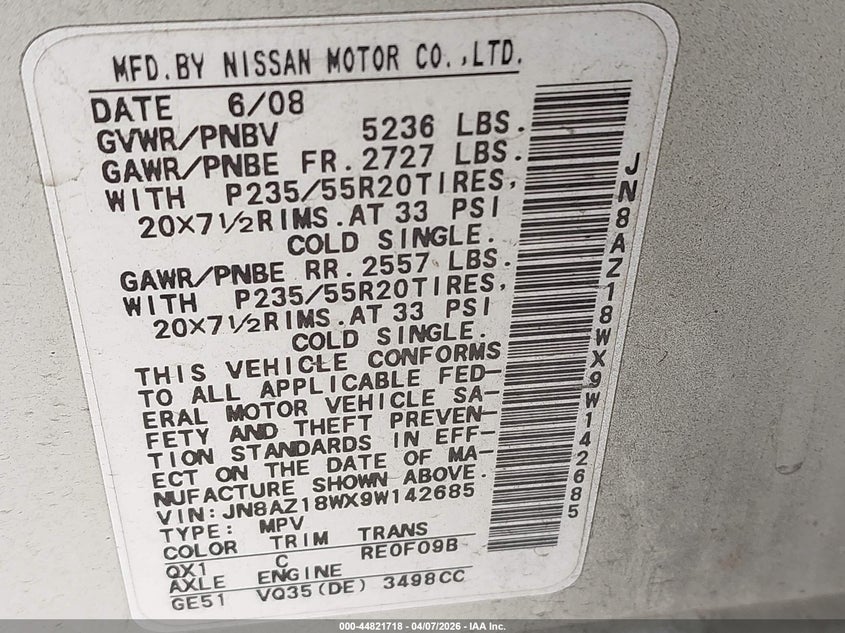 MFD.BY NISSAN MOTOR CO.,LTD.
DATE 6/08
GVWR/PNBV 5236 LBS.
GAWR/PNBE FR.2727 LBS.
WITH P235/55R20TIRES,
20X7½RIMS.AT 33 PSI
COLD SINGLE.
GAWR/PNBE RR.2557 LBS.
WITH P235/55R20TIRES,
20X7½RIMS.AT 33 PSI
COLD SINGLE.
THIS VEHICLE CONFORMS
TO ALL APPLICABLE FED-
ERAL MOTOR VEHICLE SA-
FETY AND THEFT PREVEN-
TION STANDARDS IN EFF-
ECT ON THE DATE OF MA-
NUFACTURE SHOWN ABOVE.
VIN:JN8AZ18WX9W142685
TYPE: MPV
COLOR TRIM TRANS
QX1 C RE0F09B
AXLE ENGINE
GE51 VQ35(DE) 3498CC
JN8AZ18WX9W142685
000-44821718 - 04/07/2026 - IAA Inc.